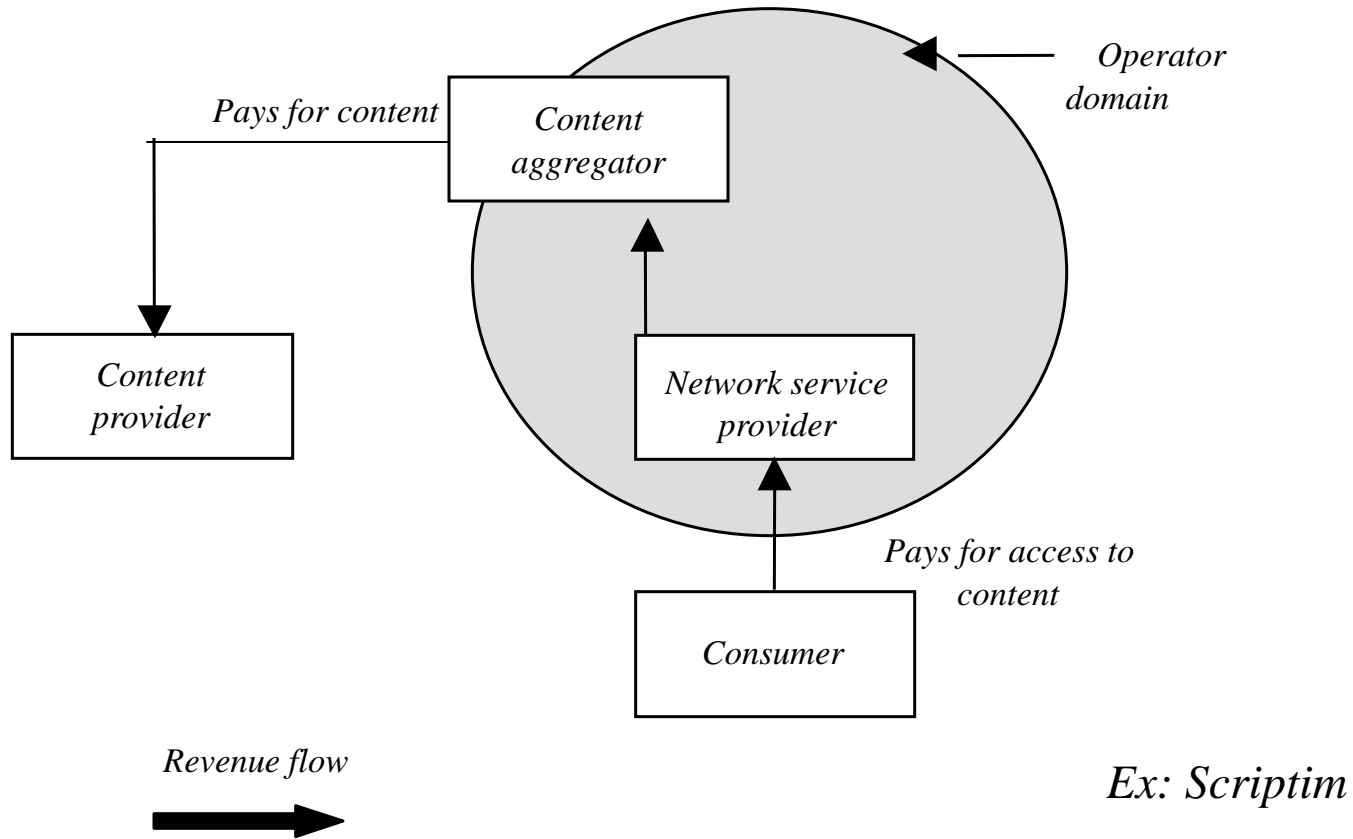 Operator
domain
Pays for content
Content
aggregator
Content
provider
Network service
provider
Pays for access to
content
Consumer
Revenue flow
Ex: Scriptim